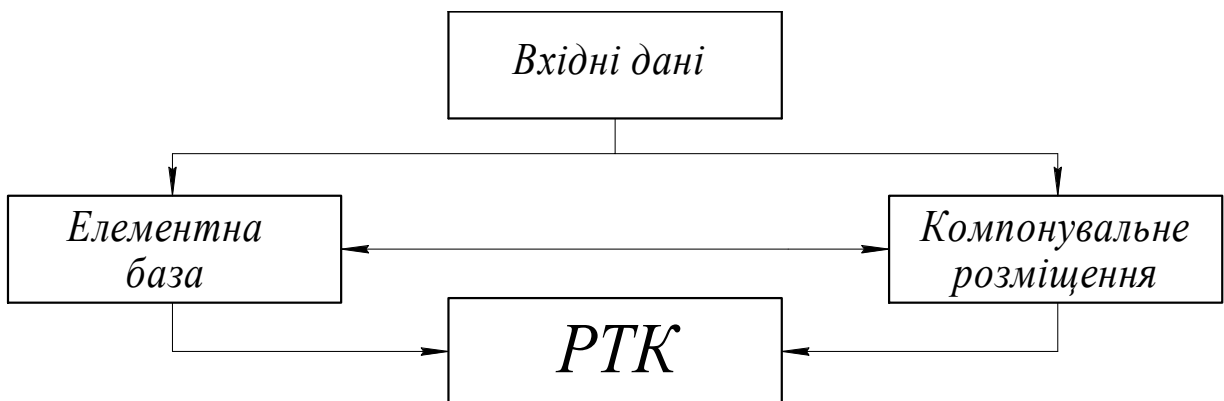 Вхідні дані
Елементна
база
Компонувальне
розміщення
РТК